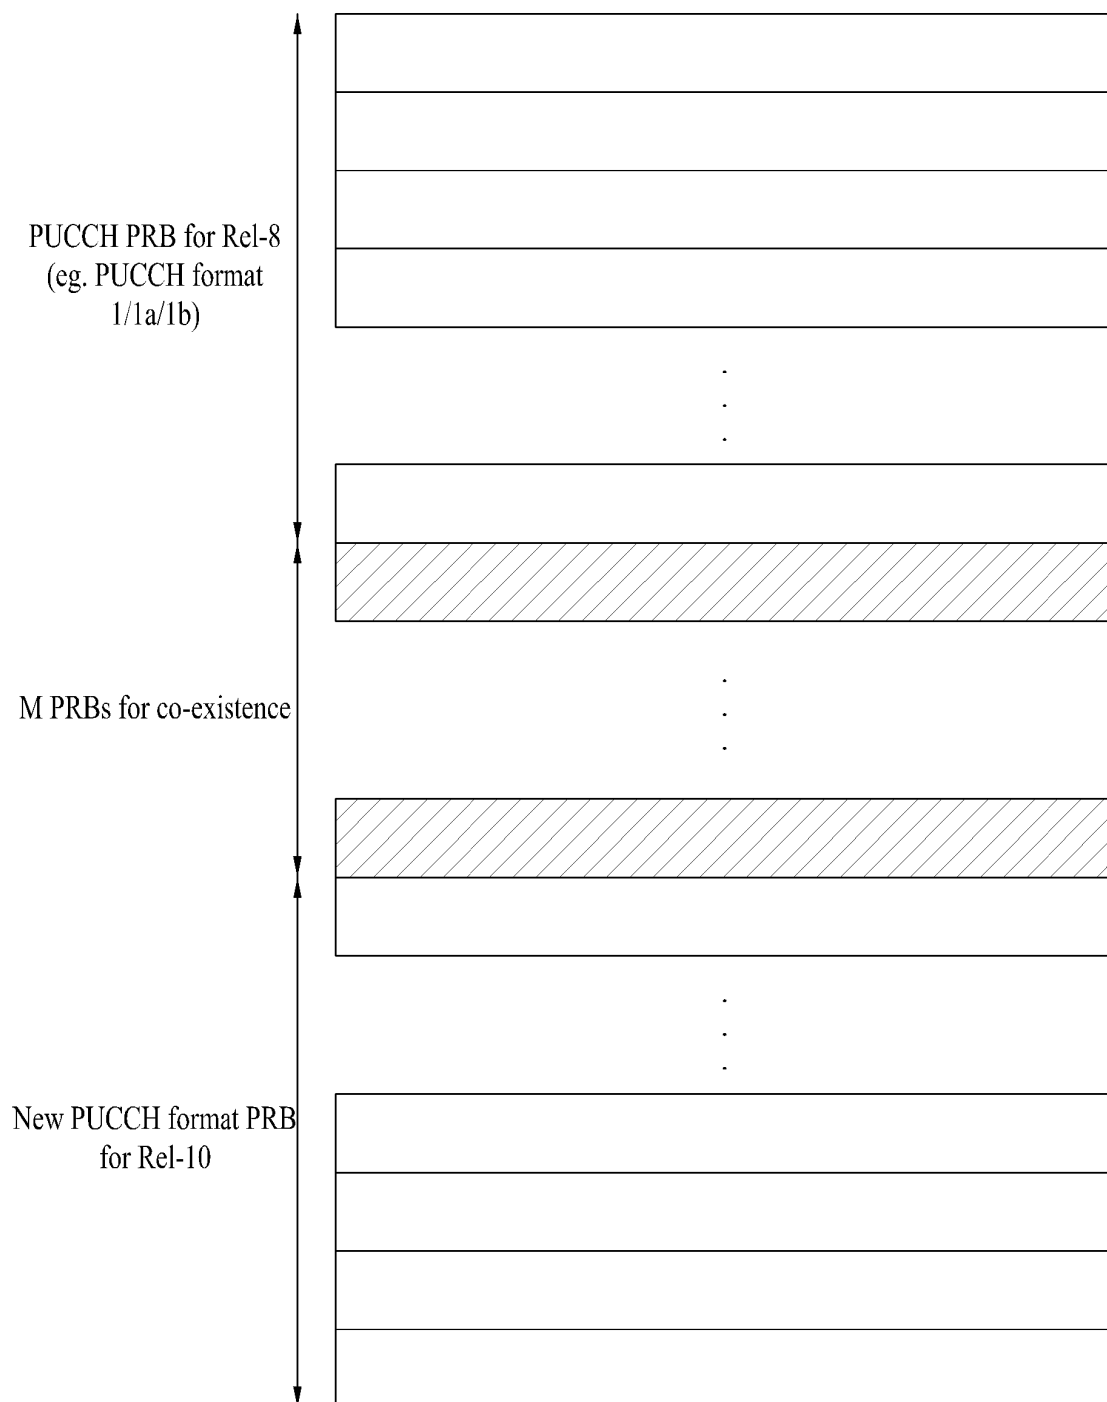 PUCCH PRB for Rel-8
(eg. PUCCH format
1/1a/1b)
M PRBs for co-existence
New PUCCH format PRB
for Rel-10